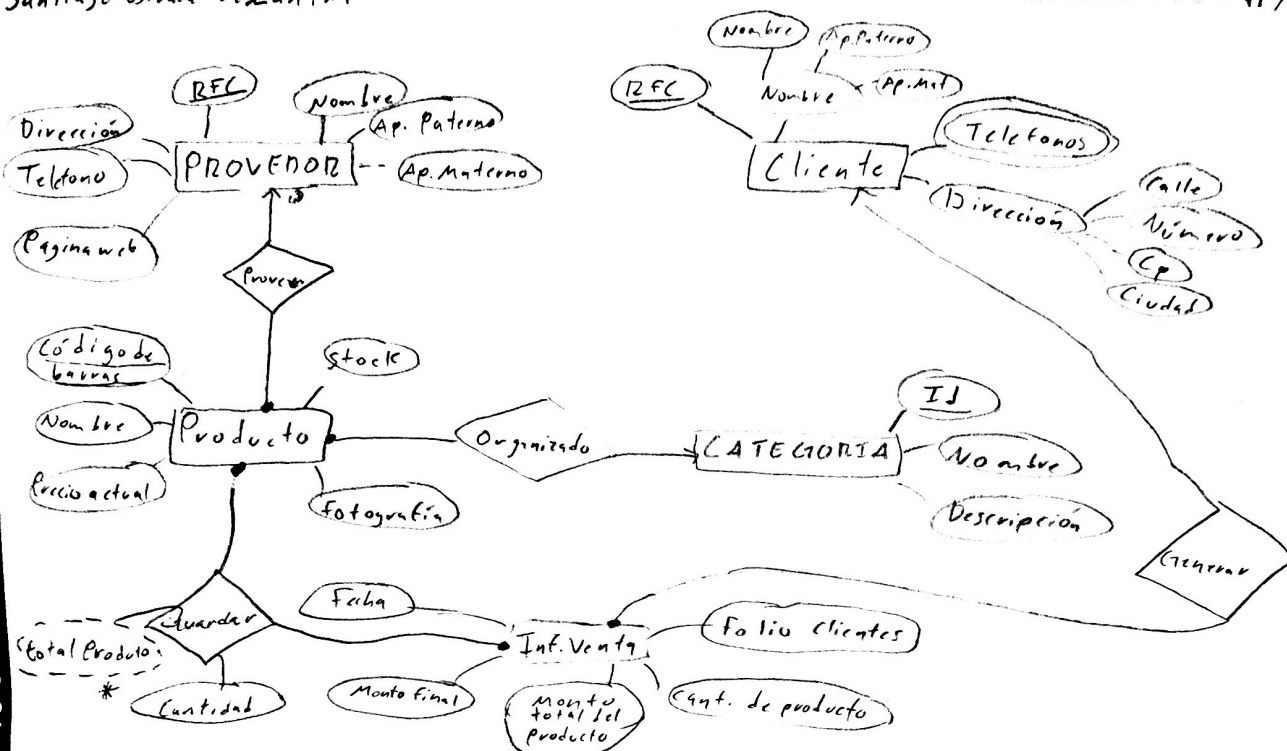 Santiago
Nombre
Ap. Paterno
Ap. Mat
Nombre
RFC
Cliente
Telefonos
Dirección
Calle
Número
Cp
Ciudad
RFC
Nombre
Ap. Paterno
Ap. Materno
Dirección
Telefono
Pagina web
PROVEDOR
Código de
barras
Stock
Nombre
Producto
Precio actual
Fotografía
Organizado
CATEGORIA
Id
Nombre
Descripción
Generar
Guardar
total Produto
*
Cantidad
Fecha
Inf. Venta
Folio Clientes
Monto Final
Monto
total del
producto
Cant. de producto